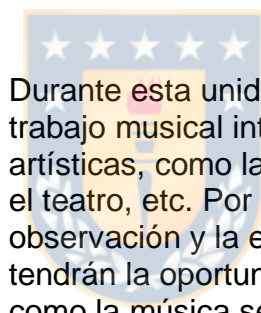 Durante esta unid
trabajo musical int
artísticas, como la
el teatro, etc. Por
observación y la e
tendrán la oportun
como la música se